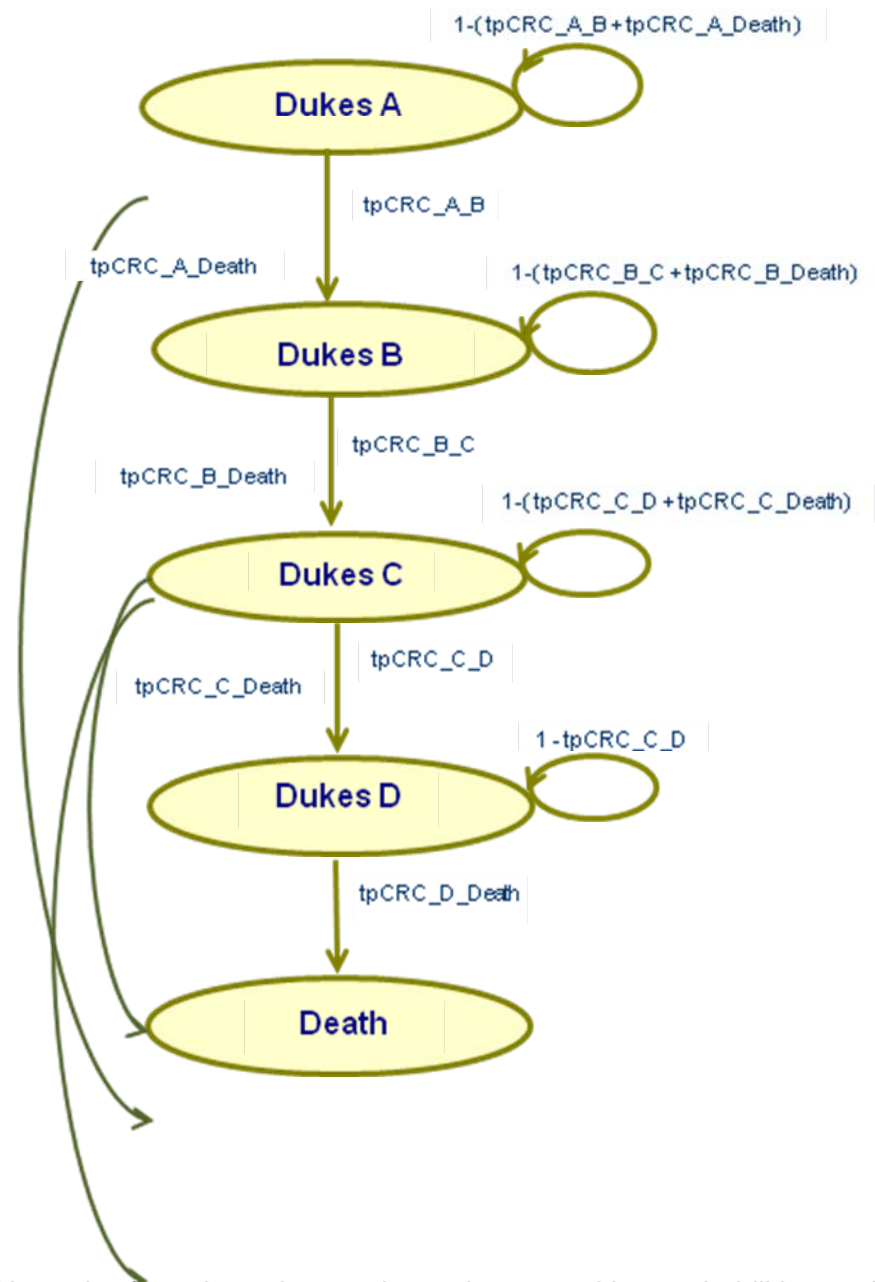 1-(tpCRC_A_B+tpCRC_A_Death)
Dukes A
tpCRC_A_B
tpCRC_A_Death
1-(tpCRC_B_C+tpCRC_B_Death)
Dukes B
tpCRC_B_C
tpCRC_B_Death
1-(tpCRC_C_D+tpCRC_C_Death)
Dukes C
tpCRC_C_D
tpCRC_C_Death
1-tpCRC_C_D
Dukes D
tpCRC_D_Death
Death